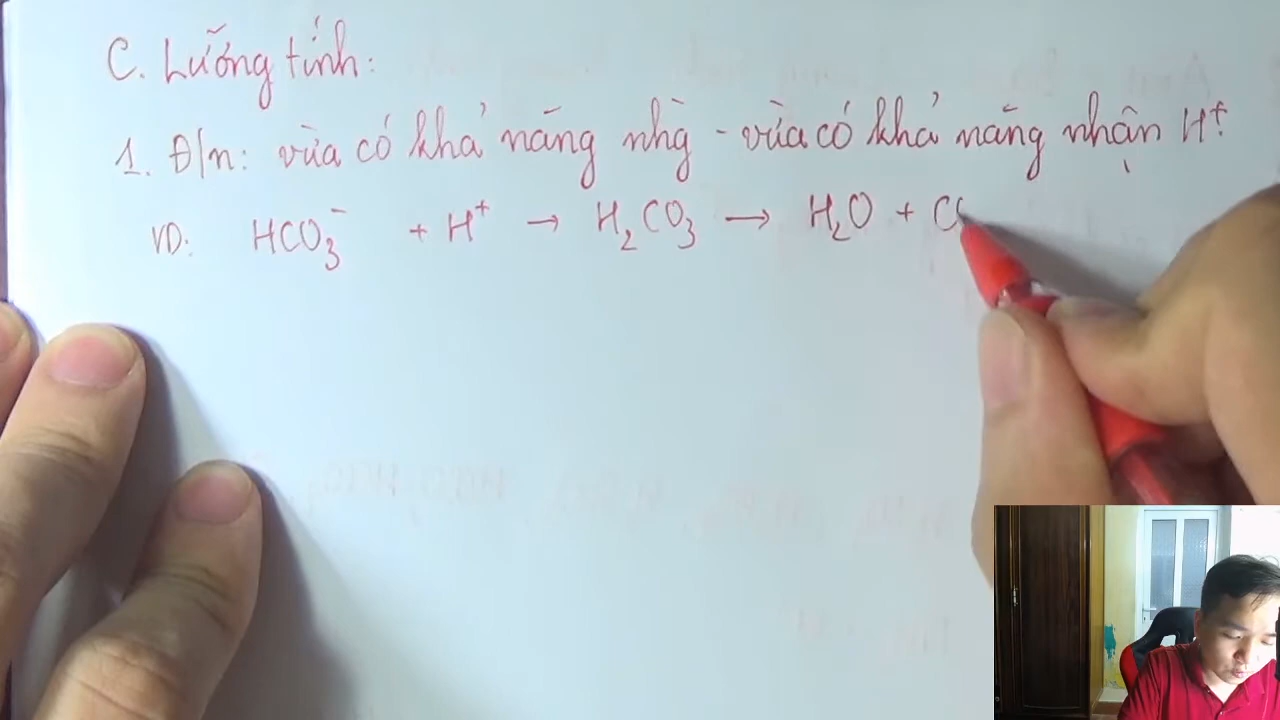 C. Lưỡng tính:
1. Đ/n: vừa có khả năng nhg - vừa có khả năng nhận H⁺.
VD: HCO₃⁻ + H⁺ → H₂CO₃ → H₂O + C